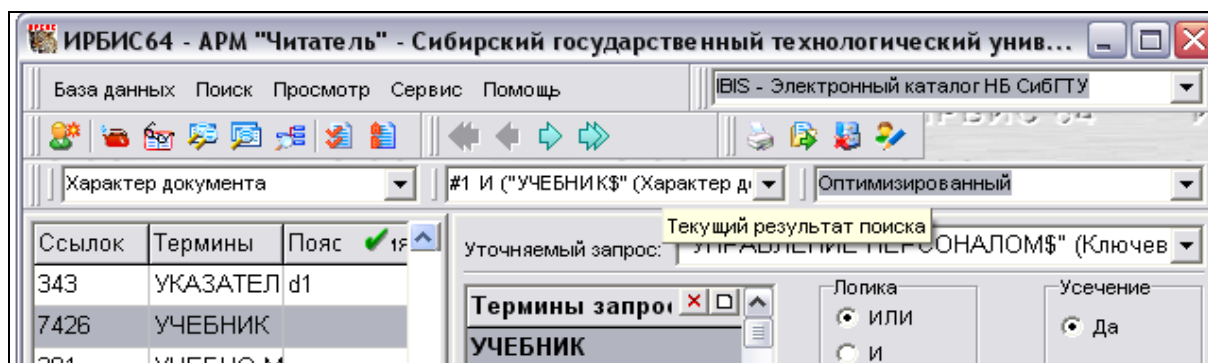 ИРБИС64 - АРМ "Читатель" - Сибирский государственный технологический унив...
База данных Поиск Просмотр Сервис Помощь
IBIS - Электронный каталог НБ СибГТУ
Характер документа
#1 И ("УЧЕБНИК$" (Характер д
Оптимизированный
Текущий результат поиска
Ссылок Термины Пояс
343 УКАЗАТЕЛ d1
7426 УЧЕБНИК
Уточняемый запрос: УПРАВЛЕНИЕ ПЕРСОНАЛОМ$" (Ключев
Термины запро
УЧЕБНИК
Логика
ИЛИ
И
Усечение
Да